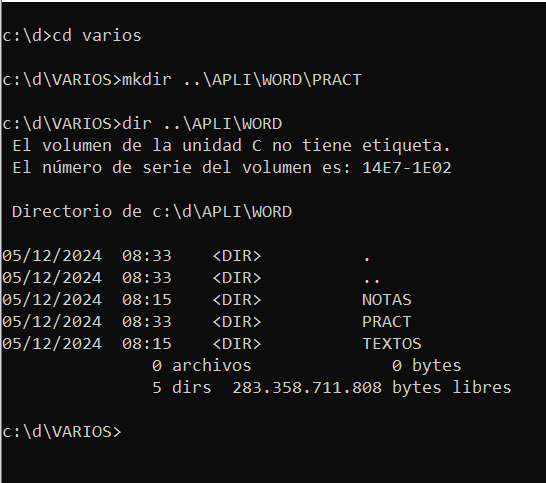 c:\d>cd varios
c:\d\VARIOS>mkdir ..\APLI\WORD\PRACT
c:\d\VARIOS>dir ..\APLI\WORD
El volumen de la unidad C no tiene etiqueta.
El número de serie del volumen es: 14E7-1E02
Directorio de c:\d\APLI\WORD
05/12/2024  08:33    <DIR>          .
05/12/2024  08:33    <DIR>          ..
05/12/2024  08:15    <DIR>          NOTAS
05/12/2024  08:33    <DIR>          PRACT
05/12/2024  08:15    <DIR>          TEXTOS
0 archivos              0 bytes
5 dirs  283.358.711.808 bytes libres
c:\d\VARIOS>